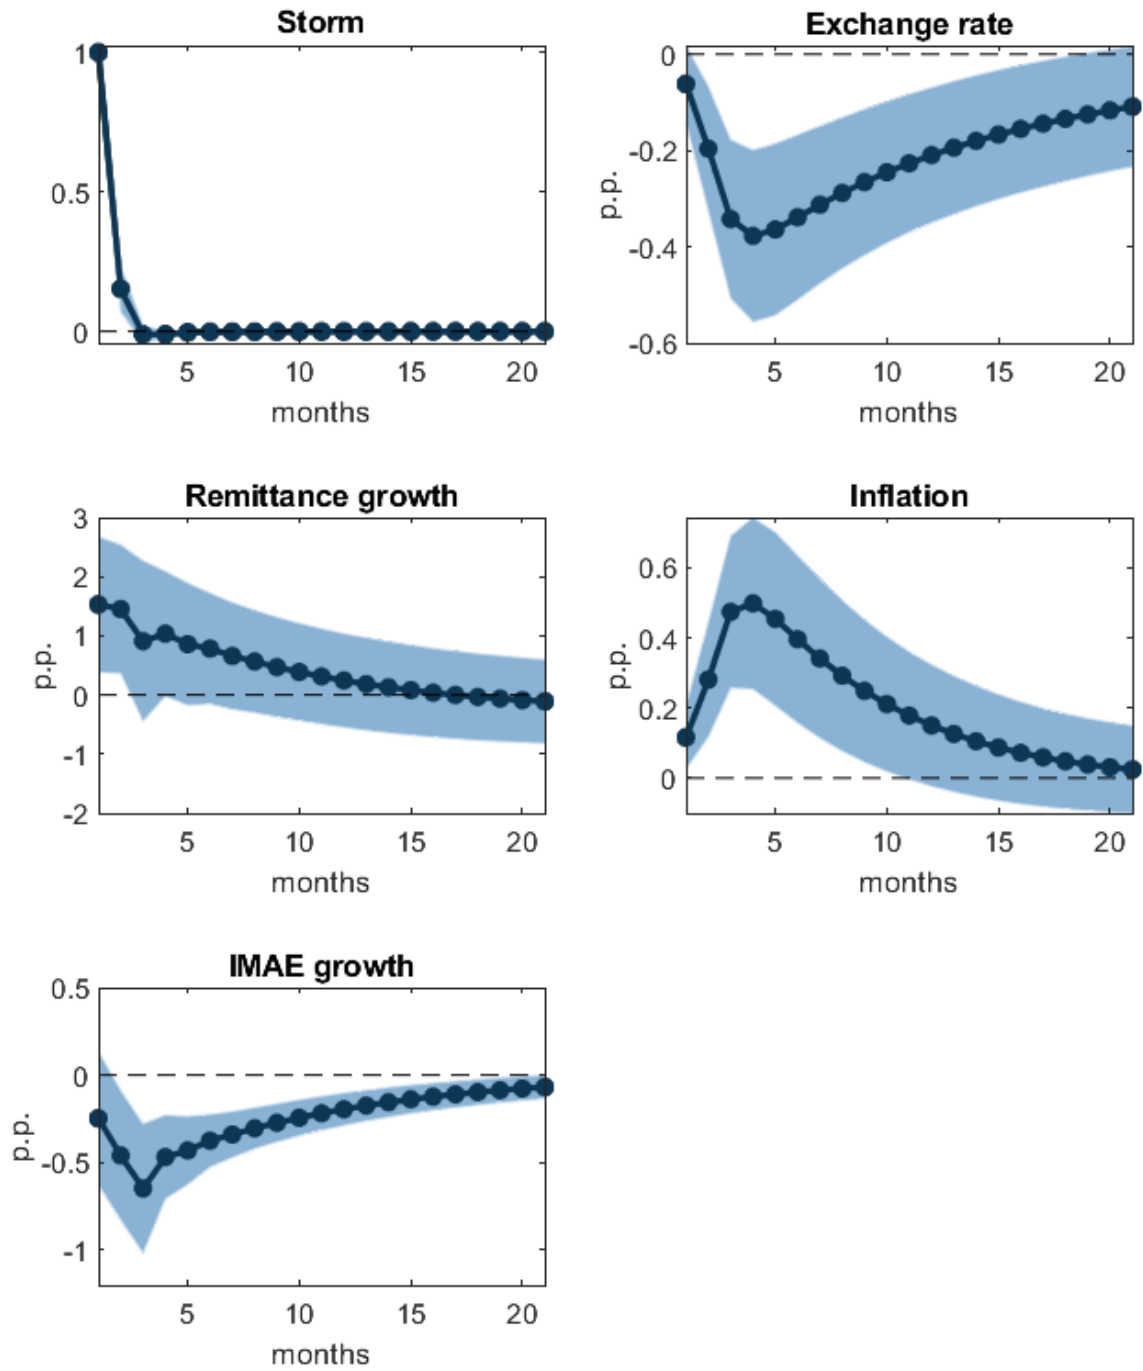 Storm
1
0.5
0
5 10 15 20
months
Exchange rate
p.p.
0
-0.2
-0.4
-0.6
5 10 15 20
months
Remittance growth
p.p.
3
2
1
0
-1
-2
5 10 15 20
months
Inflation
p.p.
0.6
0.4
0.2
0
5 10 15 20
months
IMAE growth
p.p.
0.5
0
-0.5
-1
5 10 15 20
months